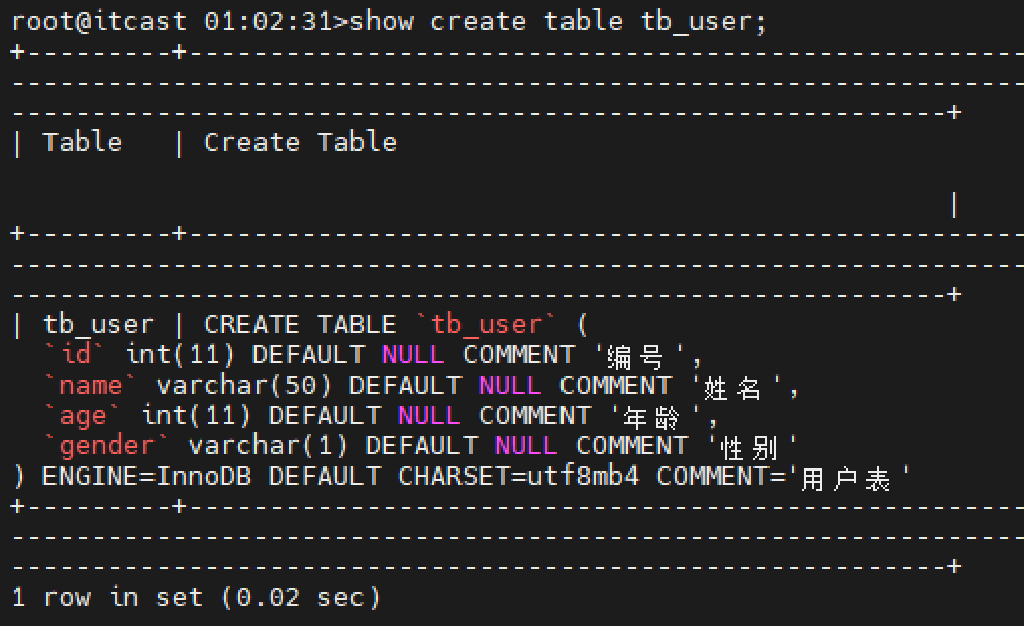 root@itcast 01:02:31>show create table tb_user;
+---------+----------------------------------------------------
---------------------------------------------------------------
----------------------------------------------------------+
| Table   | Create Table
|
+---------+----------------------------------------------------
---------------------------------------------------------------
----------------------------------------------------------+
| tb_user | CREATE TABLE `tb_user` (
  `id` int(11) DEFAULT NULL COMMENT '编号',
  `name` varchar(50) DEFAULT NULL COMMENT '姓名',
  `age` int(11) DEFAULT NULL COMMENT '年龄',
  `gender` varchar(1) DEFAULT NULL COMMENT '性别'
) ENGINE=InnoDB DEFAULT CHARSET=utf8mb4 COMMENT='用户表'
+---------+----------------------------------------------------
---------------------------------------------------------------
----------------------------------------------------------+
1 row in set (0.02 sec)